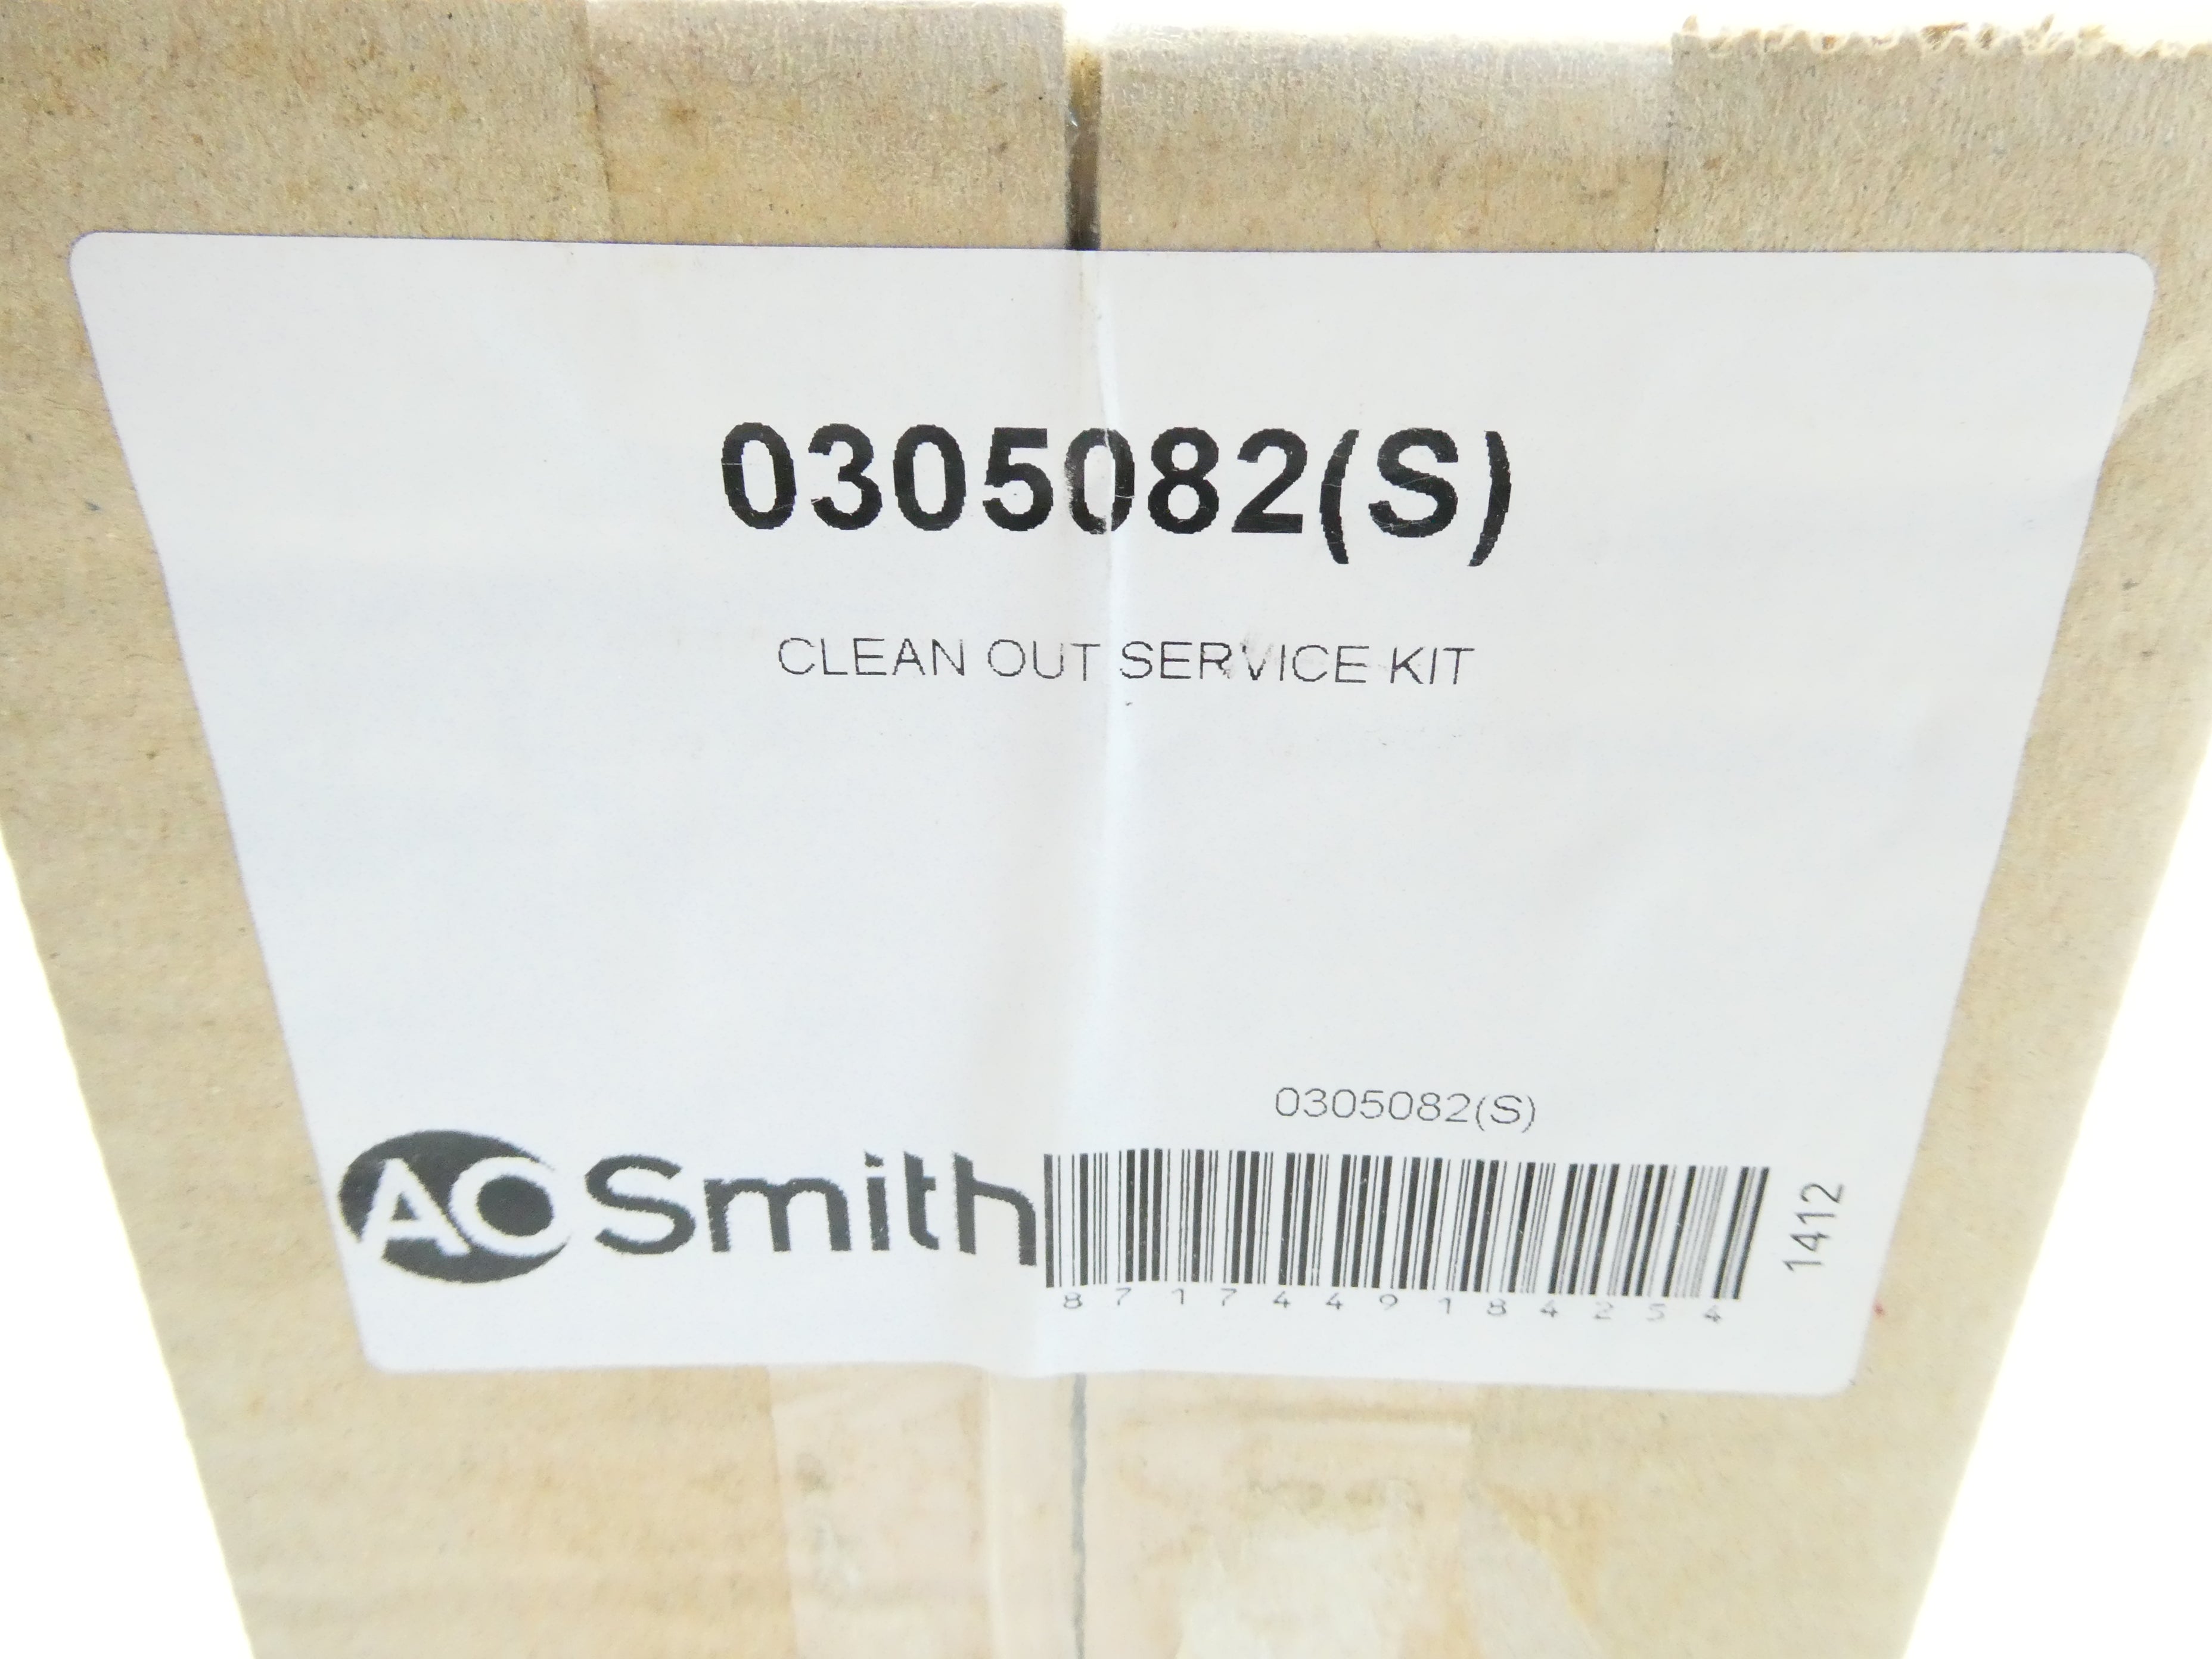 0305082(S)
CLEAN OUT SERVICE KIT
0305082(S)
AO Smith
8717449184254
1412